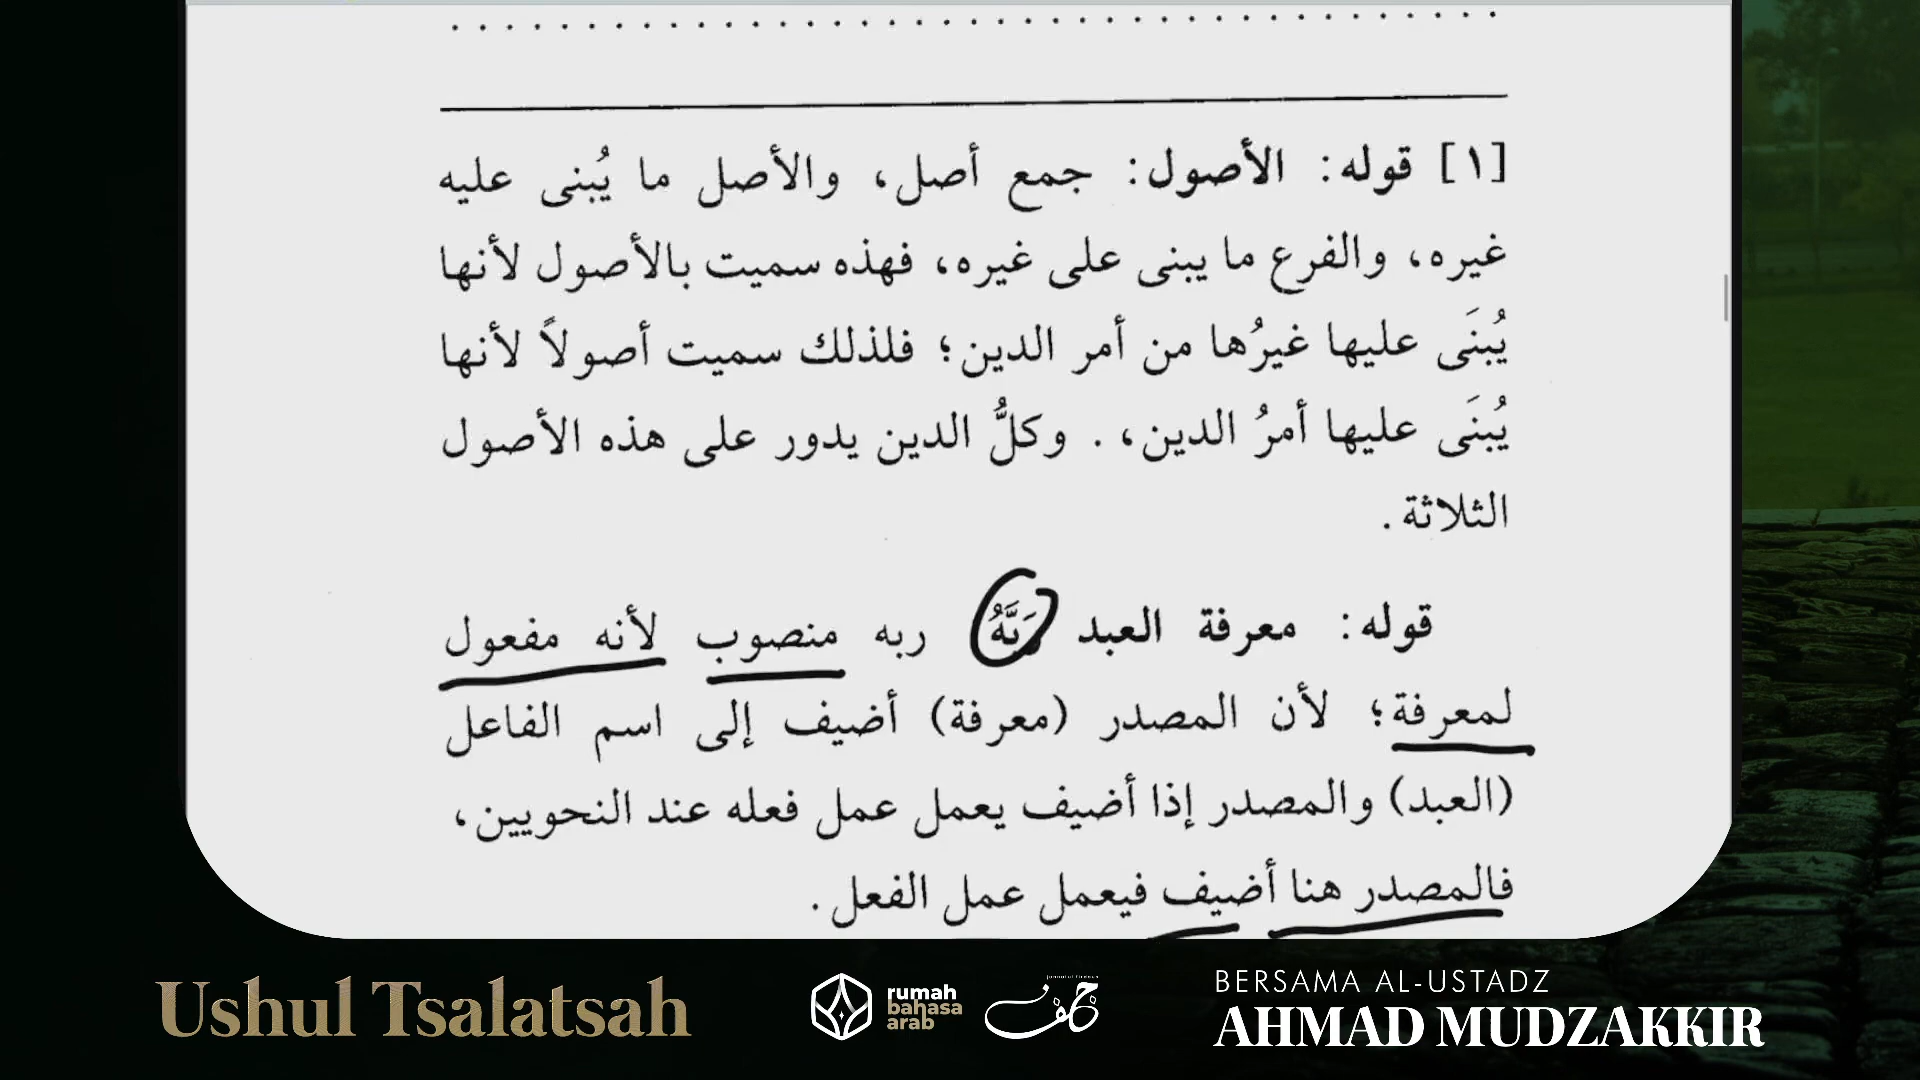 [١] قوله: الأصول: جمع أصل، والأصل ما يُبنى عليه
غيره، والفرع ما يبنى على غيره، فهذه سميت بالأصول لأنها
يُبنَى عليها غيرُها من أمر الدين؛ فلذلك سميت أصولاً لأنها
يُبنَى عليها أمرُ الدين، . وكلُّ الدين يدور على هذه الأصول
الثلاثة .
قوله: معرفة العبد رَبَّهُ ربه منصوب لأنه مفعول
لمعرفة؛ لأن المصدر (معرفة) أضيف إلى اسم الفاعل
(العبد) والمصدر إذا أضيف يعمل عمل فعله عند النحويين،
فالمصدر هنا أضيف فيعمل عمل الفعل .
Ushul Tsalatsah
rumah
bahasa
arab
BERSAMA AL-USTADZ
AHMAD MUDZAKKIR